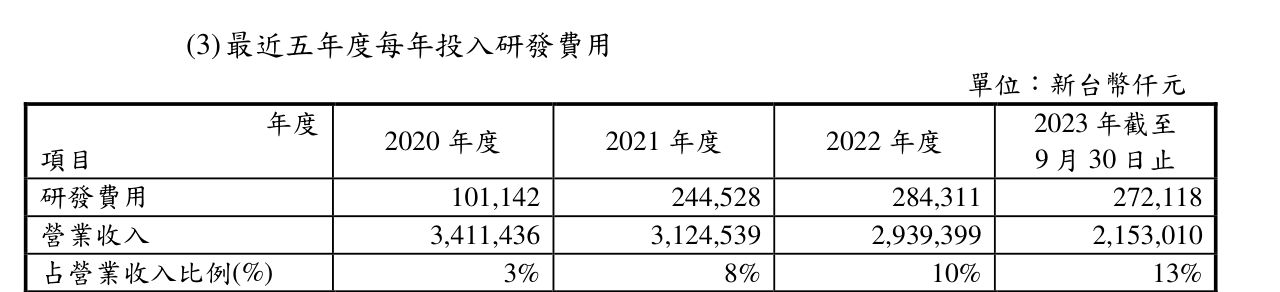 (3)最近五年度每年投入研發費用
單位：新台幣仟元
年度
項目
2020 年度
2021 年度
2022 年度
2023 年截至
9 月 30 日止
研發費用 101,142 244,528 284,311 272,118
營業收入 3,411,436 3,124,539 2,939,399 2,153,010
占營業收入比例(%) 3% 8% 10% 13%